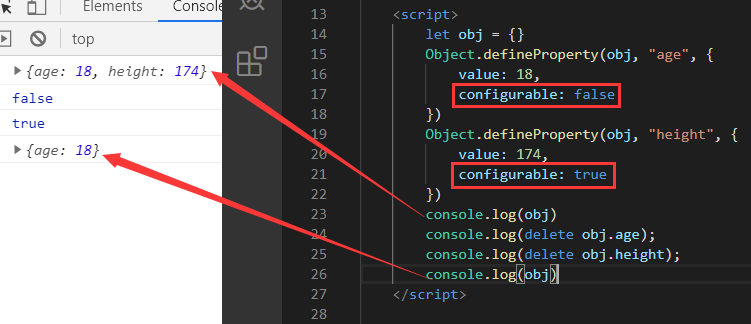 Elements
Consol
top
▶ {age: 18, height: 174}
false
true
▶ {age: 18}
13 <script>
14 let obj = {}
15 Object.defineProperty(obj, "age", {
16 value: 18,
17 configurable: false
18 })
19 Object.defineProperty(obj, "height", {
20 value: 174,
21 configurable: true
22 })
23 console.log(obj)
24 console.log(delete obj.age);
25 console.log(delete obj.height);
26 console.log(obj)
27 </script>
28